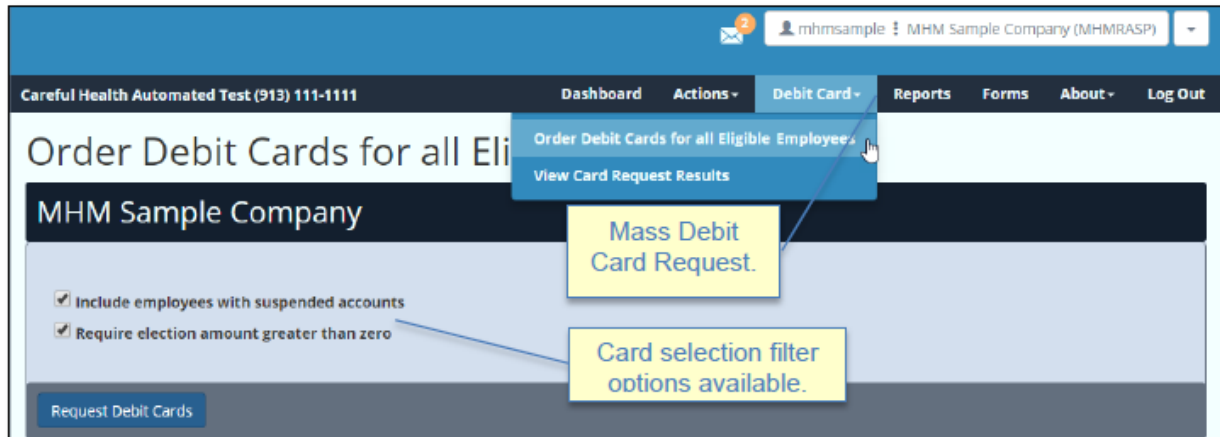 2
mhmsample MHM Sample Company (MHMRASP)
Careful Health Automated Test (913) 111-1111
Dashboard Actions Debit Card Reports Forms About Log Out
Order Debit Cards for all Eli
Order Debit Cards for all Eligible Employees
View Card Request Results
MHM Sample Company
Mass Debit
Card Request.
Include employees with suspended accounts
Require election amount greater than zero
Card selection filter
options available.
Request Debit Cards